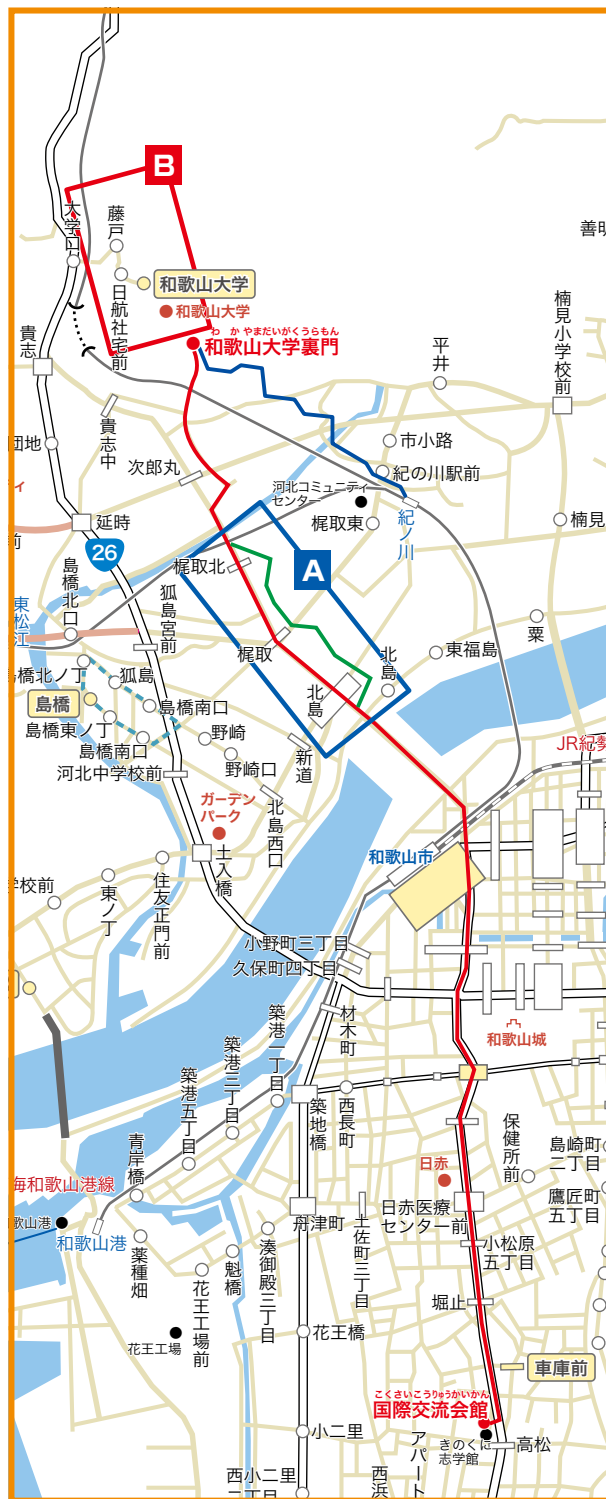 B
大学口
藤戸
善明
日航社宅前
和歌山大学
和歌山大学
わかやまだいがくうらもん
和歌山大学裏門
楠見小学校前
貴志
平井
貴志中
団地
市小路
次郎丸
紀の川駅前
河北コミュニティ
センター
ィ
紀ノ川
延時
梶取東
楠見
前
26
A
島橋北口
梶取北
狐島宮前
東松江
粟
梶取
北島
東福島
島橋北ノ丁
狐島
北島
島橋
島橋南口
島橋東ノ丁
野崎
島橋南口
新道
JR紀勢
野崎口
河北中学校前
ガーデン
パーク
北島西口
土入橋
和歌山市
学校前
東ノ丁
住友正門前
小野町三丁目
久保町四丁目
材木町
和歌山城
築港一丁目
築港三丁目
築港五丁目
築地橋
西長町
保健所前
島崎町
二丁目
青岸橋
日赤
鷹匠町
五丁目
海和歌山港線
日赤医療
センター前
歌山港
和歌山港
舟津町
土佐町三丁目
小松原
五丁目
薬種畑
魁橋
湊御殿三丁目
花王工場前
堀止
花王工場
花王橋
車庫前
こくさいこうりゅうかいかん
国際交流会館
小二里
アパート
きのくに
志学館
高松
西小二里
二丁目
西浜